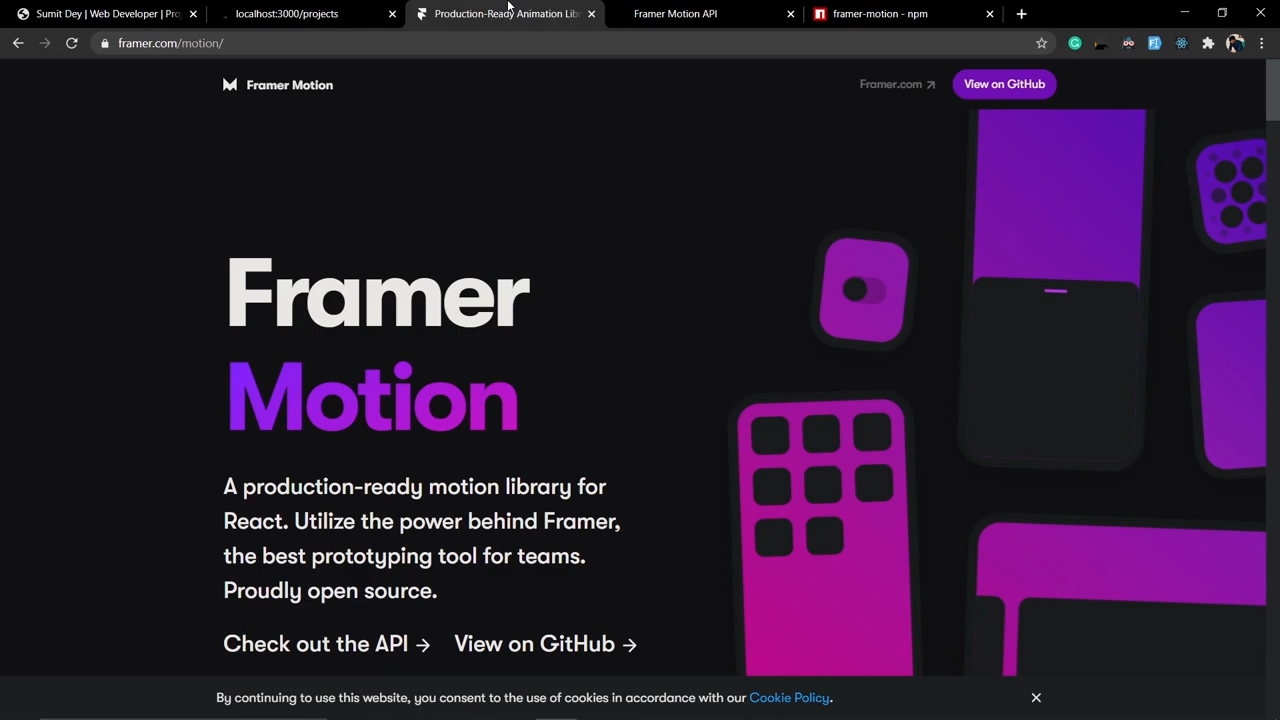 Sumit Dey | Web Developer | Proj
localhost:3000/projects
Production-Ready Animation Libr
Framer Motion API
framer-motion - npm
framer.com/motion/
Framer Motion
Framer.com
View on GitHub
Framer
Motion
A production-ready motion library for
React. Utilize the power behind Framer,
the best prototyping tool for teams.
Proudly open source.
Check out the API →
View on GitHub →
By continuing to use this website, you consent to the use of cookies in accordance with our Cookie Policy.